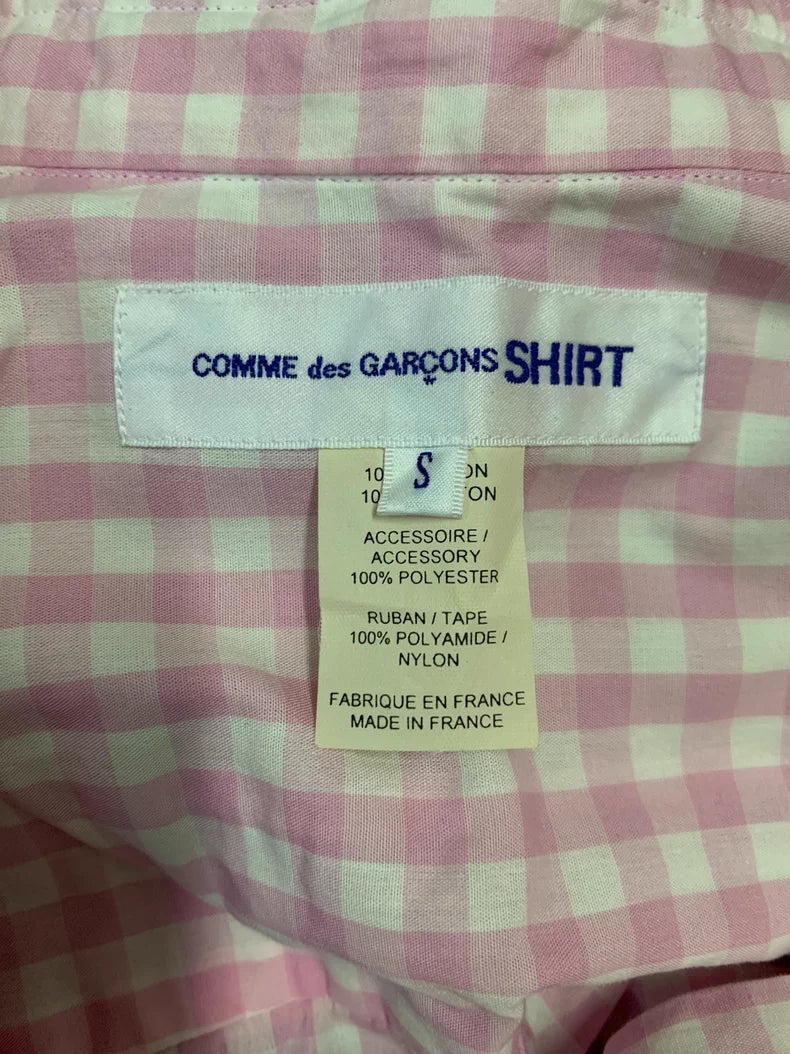 COMME des GARÇONS SHIRT
S
ACCESSOIRE /
ACCESSORY
100% POLYESTER
RUBAN / TAPE
100% POLYAMIDE /
NYLON
FABRIQUE EN FRANCE
MADE IN FRANCE